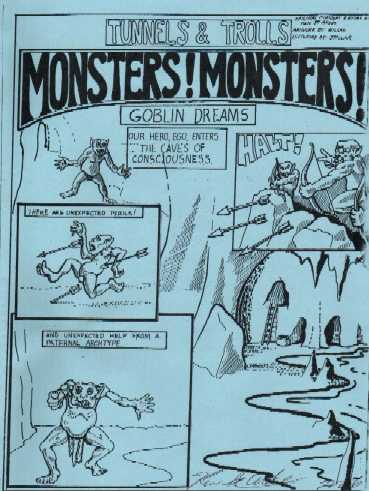 TUNNELS & TROLLS
MONSTERS! MONSTERS!
GOBLIN DREAMS
OUR HERO, EGO, ENTERS
THE CAVES OF
CONSCIOUSNESS.
HALT!
THERE ARE UNEXPECTED PERILS!
AND UNEXPECTED HELP FROM A
PATERNAL ARCHTYPE